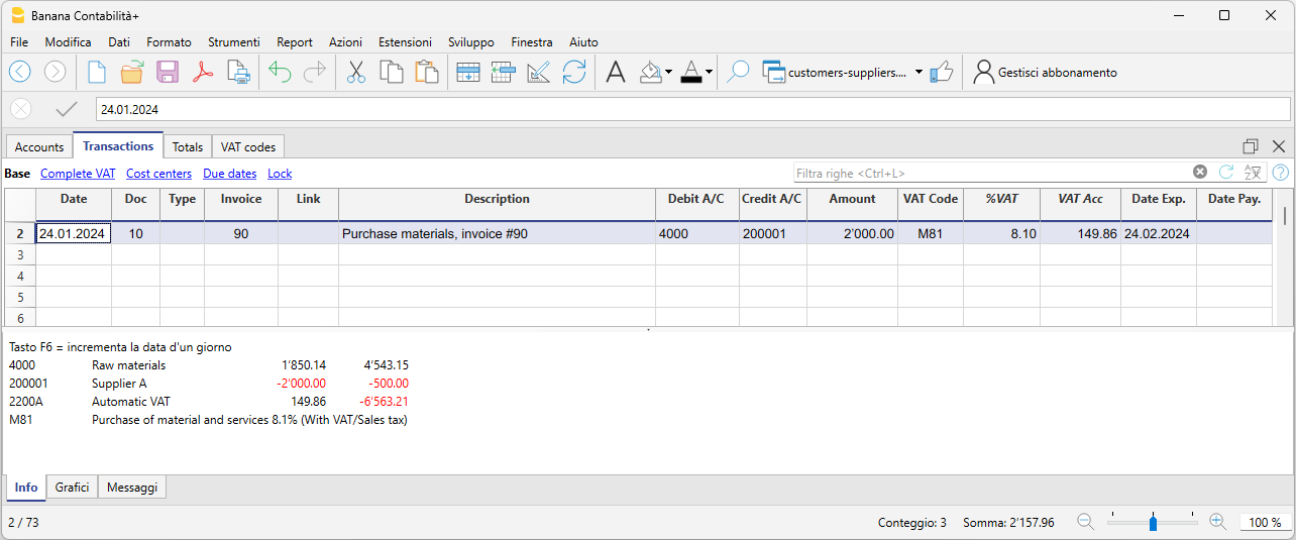 Banana Contabilità+
File Modifica Dati Formato Strumenti Report Azioni Estensioni Sviluppo Finestra Aiuto
customers-suppliers.... Gestisci abbonamento
24.01.2024
Accounts Transactions Totals VAT codes
Base Complete VAT Cost centers Due dates Lock Filtra righe <Ctrl+L>
Date Doc Type Invoice Link Description Debit A/C Credit A/C Amount VAT Code %VAT VAT Acc Date Exp. Date Pay.
2 24.01.2024 10 90 Purchase materials, invoice #90 4000 200001 2'000.00 M81 8.10 149.86 24.02.2024
3
4
5
6
Tasto F6 = incrementa la data d'un giorno
4000 Raw materials 1'850.14 4'543.15
200001 Supplier A -2'000.00 -500.00
2200A Automatic VAT 149.86 -6'563.21
M81 Purchase of material and services 8.1% (With VAT/Sales tax)
Info Grafici Messaggi
2 / 73 Conteggio: 3 Somma: 2'157.96 100 %